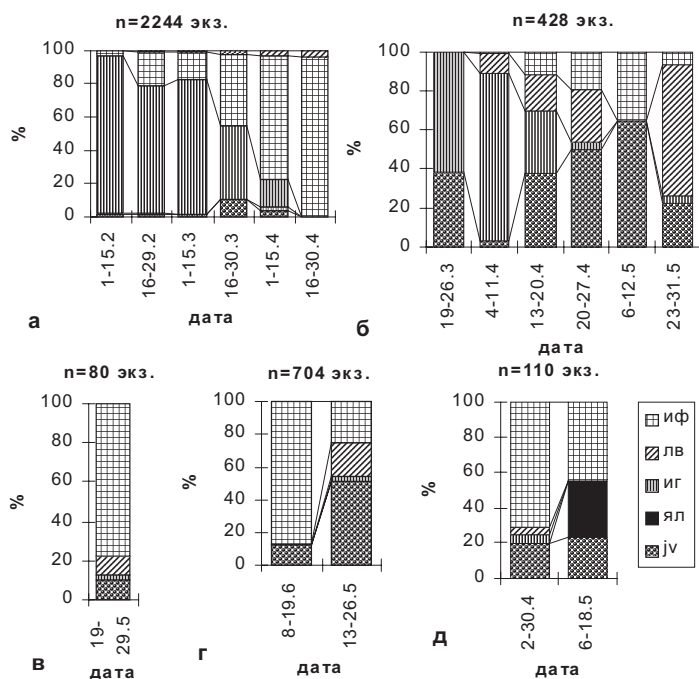 n=2244 экз.
100
80
60
40
20
0
%
1-15.2
16-29.2
1-15.3
16-30.3
1-15.4
16-30.4
дата
а
n=428 экз.
100
80
60
40
20
0
%
19-26.3
4-11.4
13-20.4
20-27.4
6-12.5
23-31.5
дата
б
n=80 экз.
100
80
60
40
20
0
%
19-
29.5
дата
в
n=704 экз.
100
80
60
40
20
0
%
8-19.6
13-26.5
дата
г
n=110 экз.
100
80
60
40
20
0
%
2-30.4
6-18.5
дата
д
иф
лв
иг
ял
jv